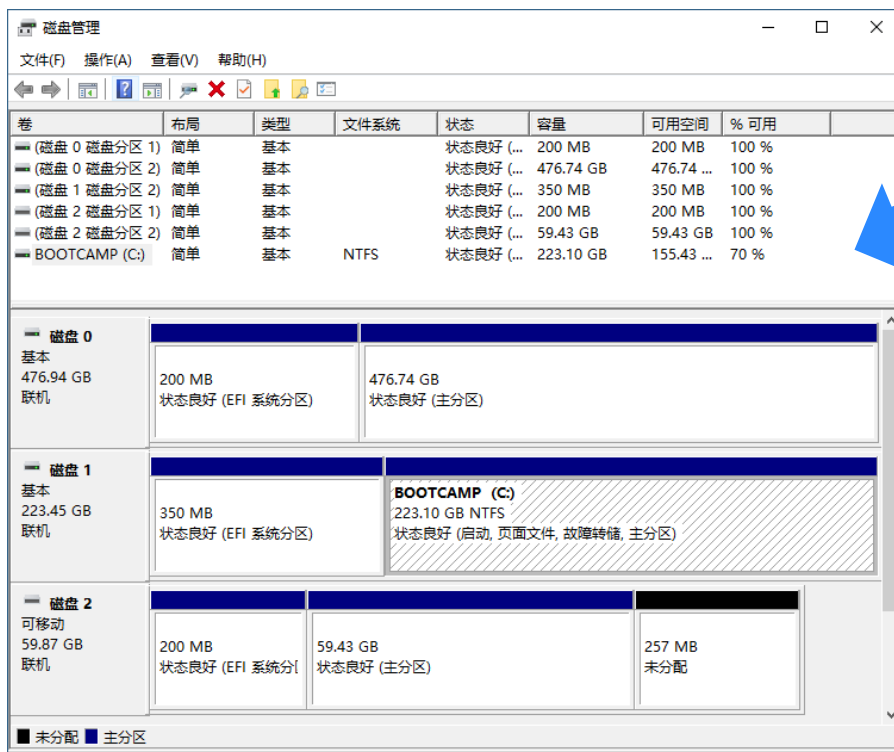 磁盘管理
文件(F) 操作(A) 查看(V) 帮助(H)
卷 布局 类型 文件系统 状态 容量 可用空间 % 可用
(磁盘 0 磁盘分区 1) 简单 基本 状态良好 (... 200 MB 200 MB 100 %
(磁盘 0 磁盘分区 2) 简单 基本 状态良好 (... 476.74 GB 476.74 ... 100 %
(磁盘 1 磁盘分区 2) 简单 基本 状态良好 (... 350 MB 350 MB 100 %
(磁盘 2 磁盘分区 1) 简单 基本 状态良好 (... 200 MB 200 MB 100 %
(磁盘 2 磁盘分区 2) 简单 基本 状态良好 (... 59.43 GB 59.43 GB 100 %
BOOTCAMP (C:) 简单 基本 NTFS 状态良好 (... 223.10 GB 155.43 ... 70 %
磁盘 0
基本
476.94 GB
联机
200 MB
状态良好 (EFI 系统分区)
476.74 GB
状态良好 (主分区)
磁盘 1
基本
223.45 GB
联机
350 MB
状态良好 (EFI 系统分区)
BOOTCAMP (C:)
223.10 GB NTFS
状态良好 (启动, 页面文件, 故障转储, 主分区)
磁盘 2
可移动
59.87 GB
联机
200 MB
状态良好 (EFI 系统分[
59.43 GB
状态良好 (主分区)
257 MB
未分配
未分配 主分区